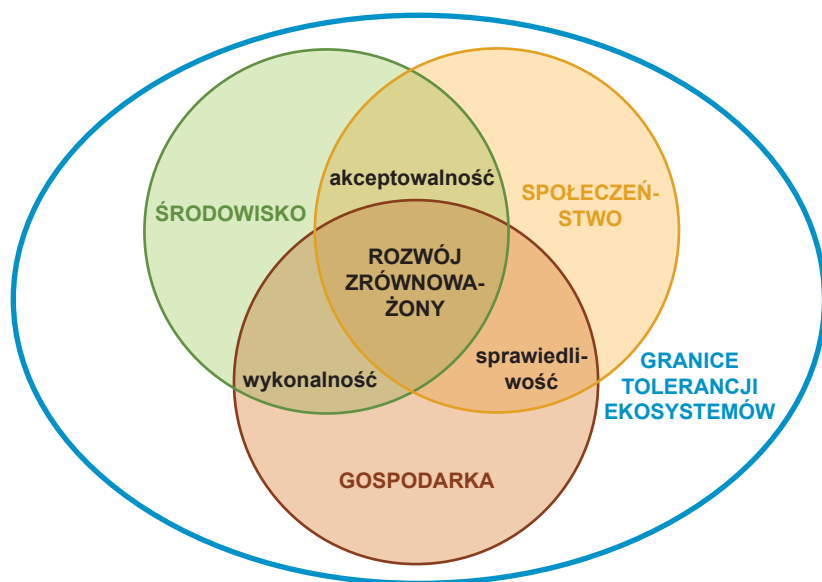 akceptowalność
ŚRODOWISKO
SPOŁECZEŃ-
STWO
ROZWÓJ
ZRÓWNOWA-
ŻONY
wykonalność
sprawiedli-
wość
GRANICE
TOLERANCJI
EKOSYSTEMÓW
GOSPODARKA